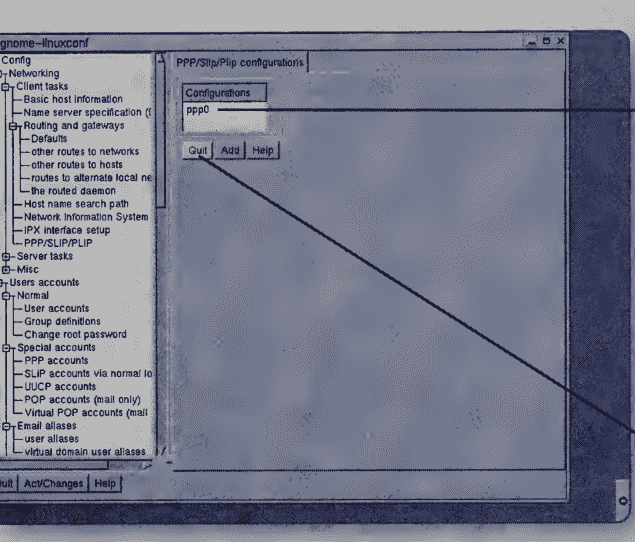 gnome-linuxconf
Config
Networking
Client tasks
Basic host information
Name server specification (
Routing and gateways
Defaults
other routes to networks
other routes to hosts
routes to alternate local ne
the routed daemon
Host name search path
Network Information System
IPX interface setup
PPP/SLIP/PLIP
Server tasks
Misc
Users accounts
Normal
User accounts
Group definitions
Change root password
Special accounts
PPP accounts
SLIP accounts via normal lo
UUCP accounts
POP accounts (mail only)
Virtual POP accounts (mail
Email aliases
user aliases
virtual domain user aliases
Act/Changes Help
PPP/Slip/Plip configurations
Configurations
ppp0
Quit Add Help